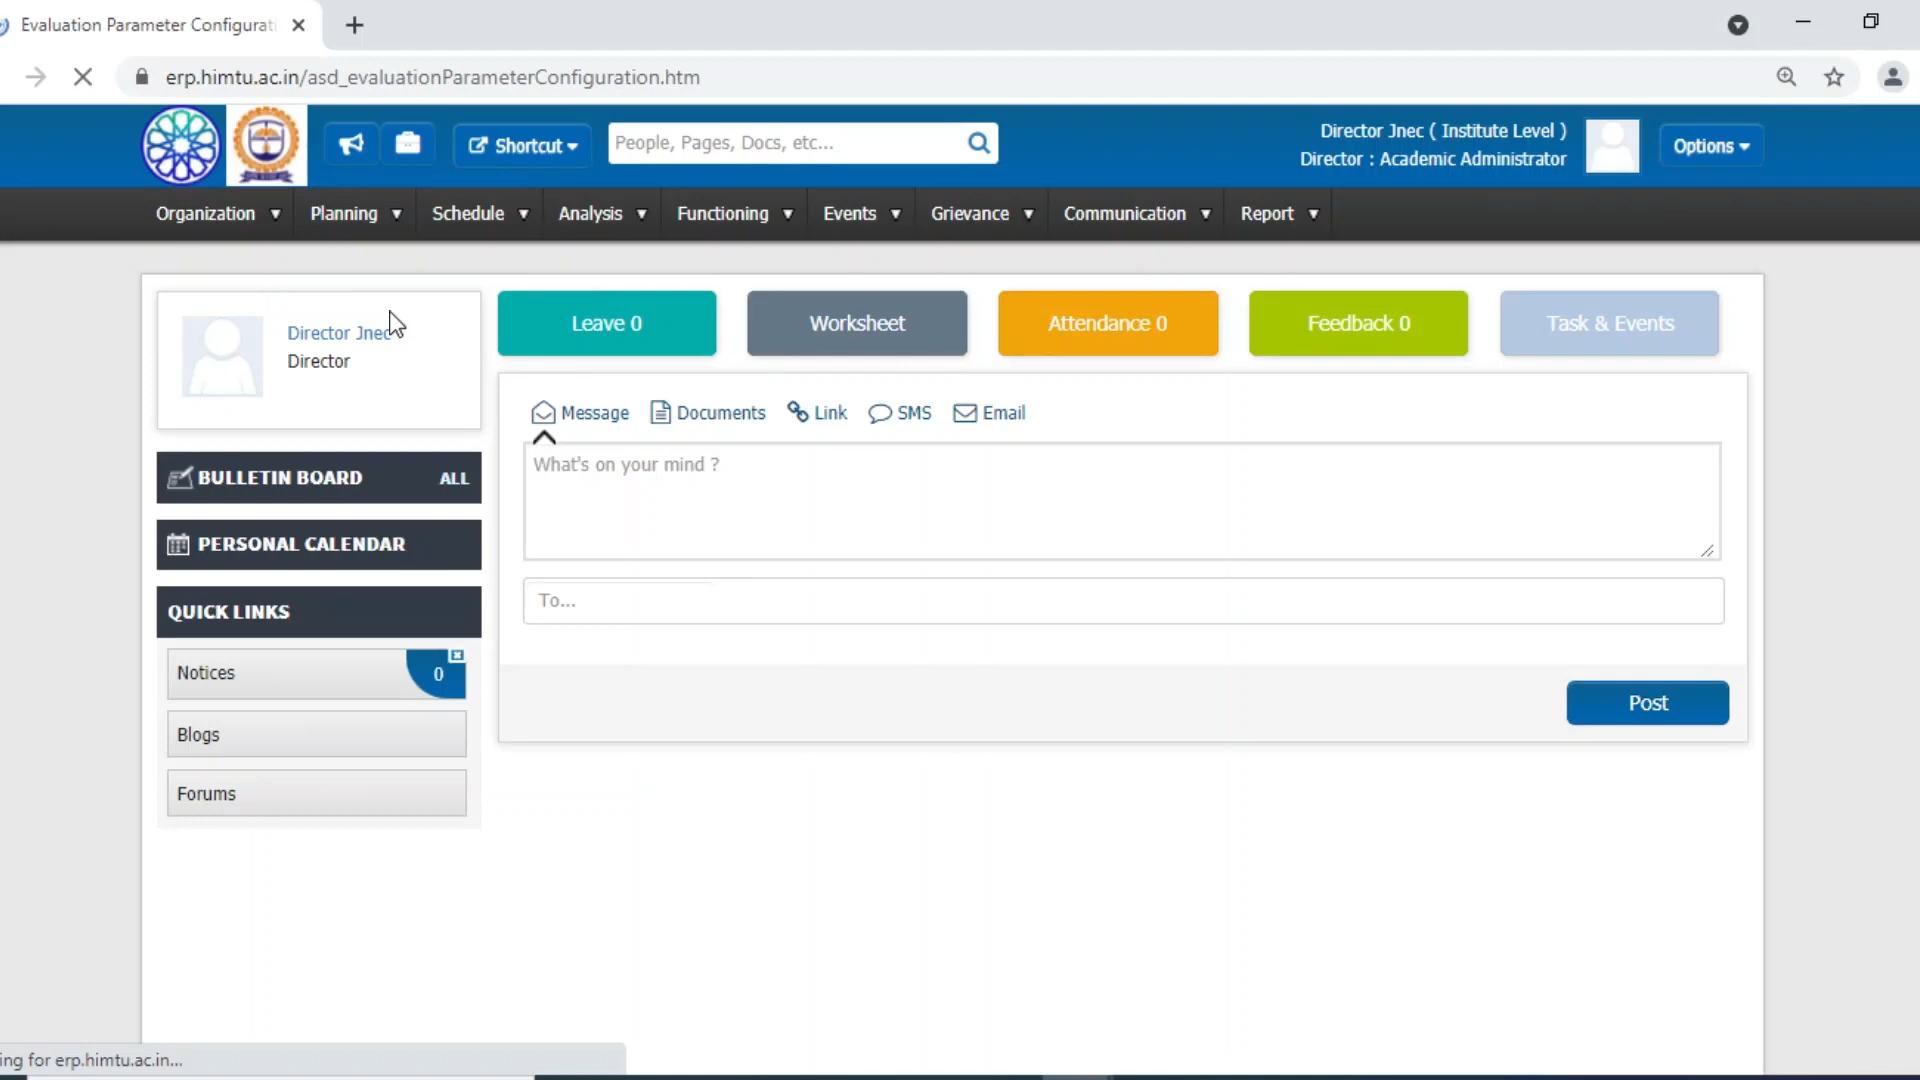 Evaluation Parameter Configurat
erp.himtu.ac.in/asd_evaluationParameterConfiguration.htm
Shortcut
People, Pages, Docs, etc...
Director Jnec ( Institute Level )
Director : Academic Administrator
Options
Organization Planning Schedule Analysis Functioning Events Grievance Communication Report
Director Jnec
Director
Leave 0 Worksheet Attendance 0 Feedback 0 Task & Events
Message Documents Link SMS Email
What's on your mind ?
BULLETIN BOARD ALL
PERSONAL CALENDAR
To...
QUICK LINKS
Notices 0
Post
Blogs
Forums
ing for erp.himtu.ac.in...